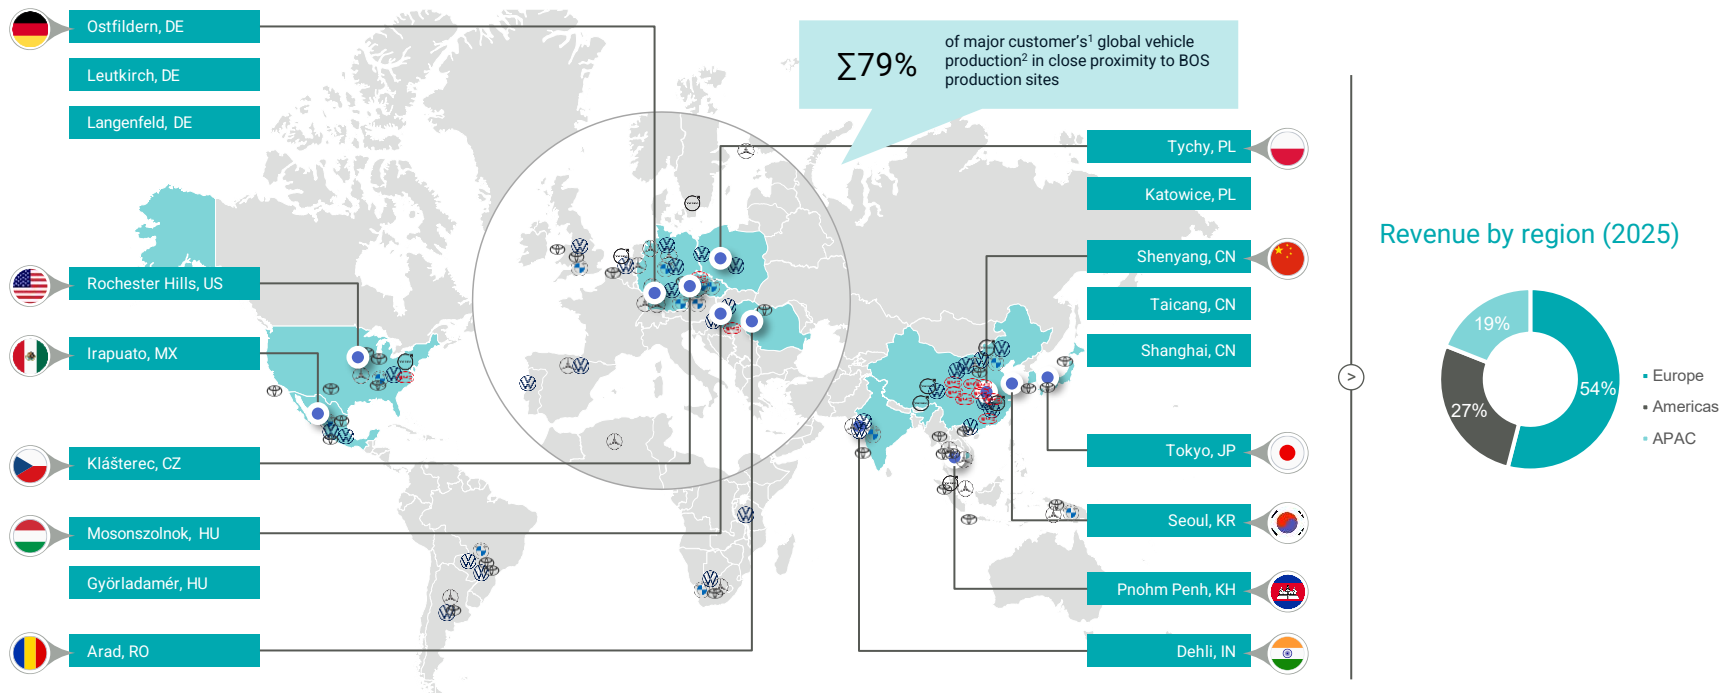 Ostfildern, DE
Leutkirch, DE
Langenfeld, DE
Rochester Hills, US
Irapuato, MX
Klášterec, CZ
Mosonszolnok, HU
Györladamér, HU
Arad, RO
∑79%
of major customer's¹ global vehicle
production² in close proximity to BOS
production sites
Tychy, PL
Katowice, PL
Shenyang, CN
Taicang, CN
Shanghai, CN
Tokyo, JP
Seoul, KR
Pnohm Penh, KH
Dehli, IN
>
Revenue by region (2025)
19%
54%
27%
Europe
Americas
APAC